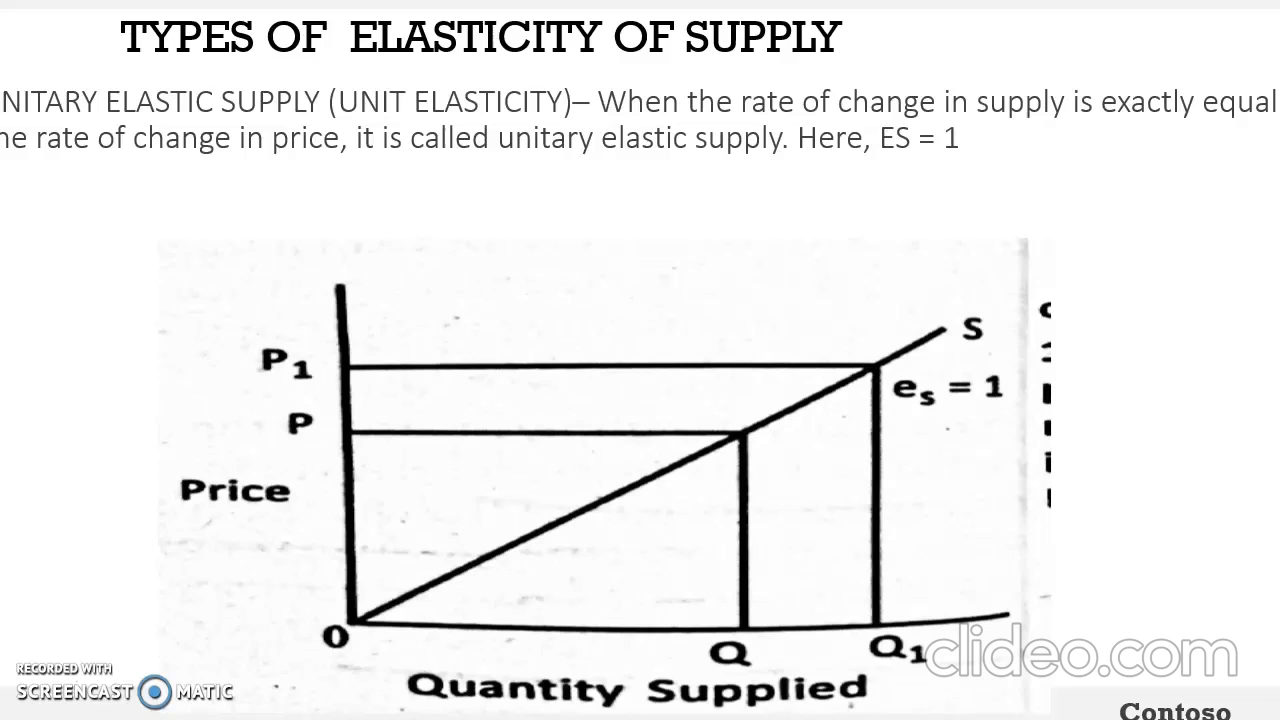 TYPES OF ELASTICITY OF SUPPLY
NITARY ELASTIC SUPPLY (UNIT ELASTICITY)– When the rate of change in supply is exactly equal
he rate of change in price, it is called unitary elastic supply. Here, ES = 1
S
P1
es = 1
P
Price
0
Q
Q1
clideo.com
RECORDED WITH
SCREENCAST MATIC
Quantity Supplied
Contoso